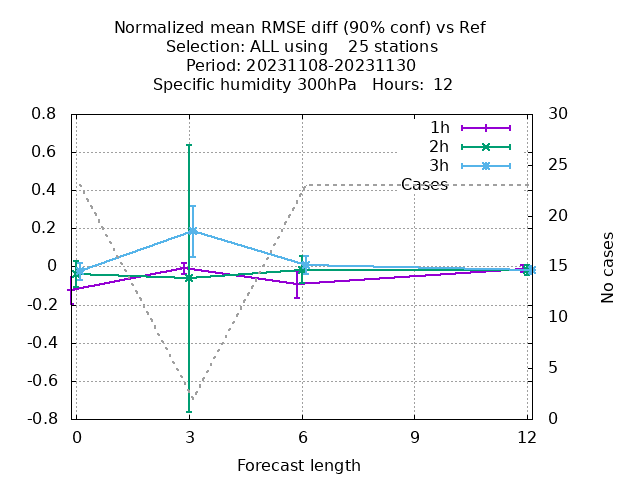 Normalized mean RMSE diff (90% conf) vs Ref
Selection: ALL using    25 stations
Period: 20231108-20231130
Specific humidity 300hPa   Hours:  12
0.8
0.6
0.4
0.2
0
-0.2
-0.4
-0.6
-0.8
30
25
20
15
10
5
0
1h
2h
3h
Cases
No cases
0
3
6
9
12
Forecast length